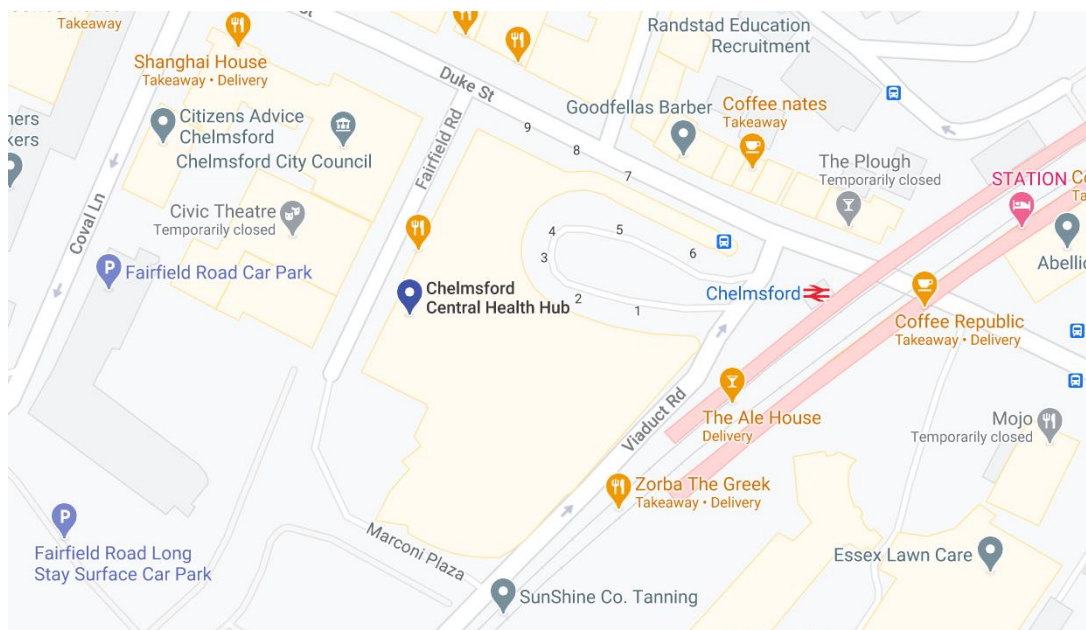 Takeaway
Shanghai House
Takeaway • Delivery
Randstad Education
Recruitment
Duke St
Citizens Advice
Chelmsford
Chelmsford City Council
Fairfield Rd
Goodfellas Barber
Coffee nates
Takeaway
The Plough
Temporarily closed
STATION
Coval Ln
Civic Theatre
Temporarily closed
Fairfield Road Car Park
P
Chelmsford
Central Health Hub
9
8
7
4
5
3
6
2
1
Chelmsford
Abellio
Coffee Republic
Takeaway • Delivery
Viaduct Rd
The Ale House
Delivery
Mojo
Temporarily closed
Zorba The Greek
Takeaway • Delivery
P
Fairfield Road Long
Stay Surface Car Park
Marconi Plaza
Essex Lawn Care
SunShine Co. Tanning